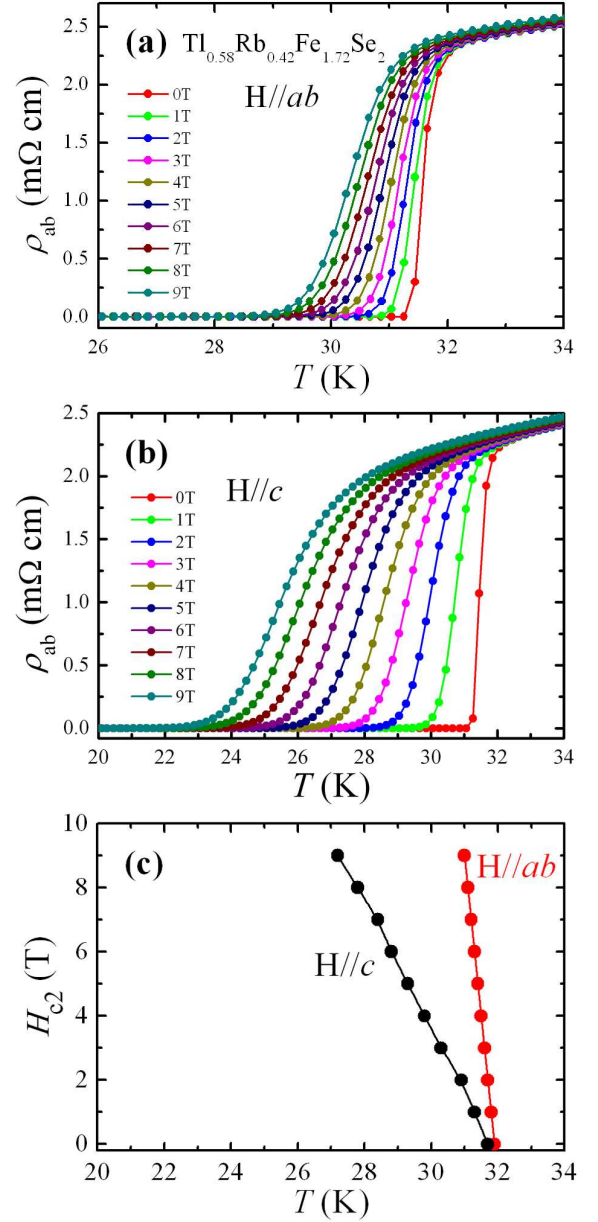 (a) Tl0.58Rb0.42Fe1.72Se2
H//ab
0T
1T
2T
3T
4T
5T
6T
7T
8T
9T
2.5
2.0
1.5
1.0
0.5
0.0
ρab (mΩ cm)
26 28 30 32 34
T (K)
(b)
H//c
0T
1T
2T
3T
4T
5T
6T
7T
8T
9T
2.5
2.0
1.5
1.0
0.5
0.0
ρab (mΩ cm)
20 22 24 26 28 30 32 34
T (K)
(c)
H//ab
H//c
10
8
6
4
2
0
Hc2 (T)
20 22 24 26 28 30 32 34
T (K)